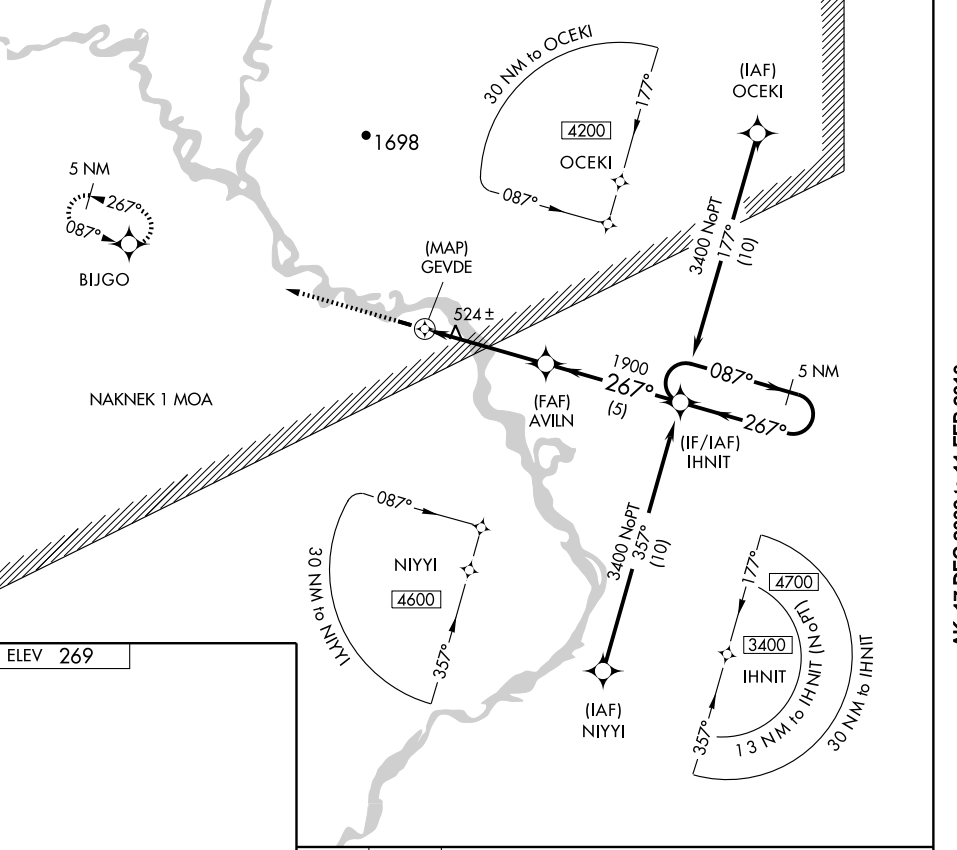 30 NM to OCEKI
177°
4200
OCEKI
087°
(IAF)
OCEKI
1698
5 NM
267°
087°
BIJGO
3400 NoPT
177°
(10)
(MAP)
GEVDE
524±
NAKNEK 1 MOA
(FAF)
AVILN
1900
267°
(5)
087°
5 NM
267°
(IF/IAF)
IHNIT
087°
NIYYI
4600
357°
30 NM to NIYYI
3400 NoPT
357°
(10)
(IAF)
NIYYI
177°
4700
3400
IHNIT
357°
13 NM to IHNIT (NoPT)
30 NM to IHNIT
ELEV 269